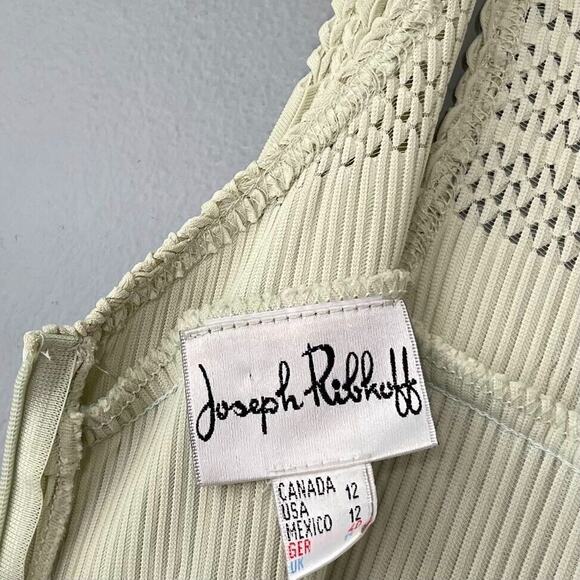 Joseph Ribkoff
CANADA 12
USA 12
MEXICO 12
GER
UK